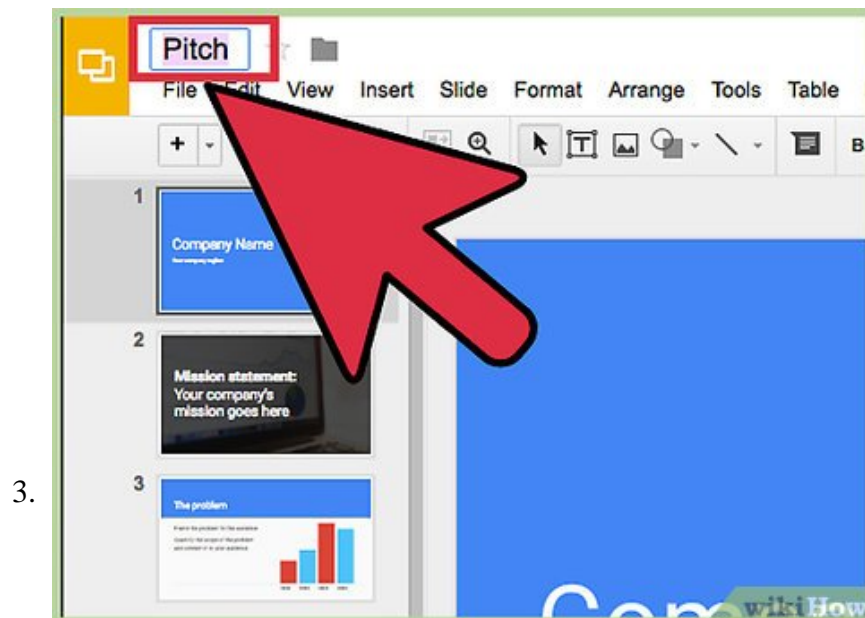 Pitch
File Edit View Insert Slide Format Arrange Tools Table
B
1
Company Name
2
Mission statement:
Your company's
mission goes here
3.
3
The problem
Com
wikiHow